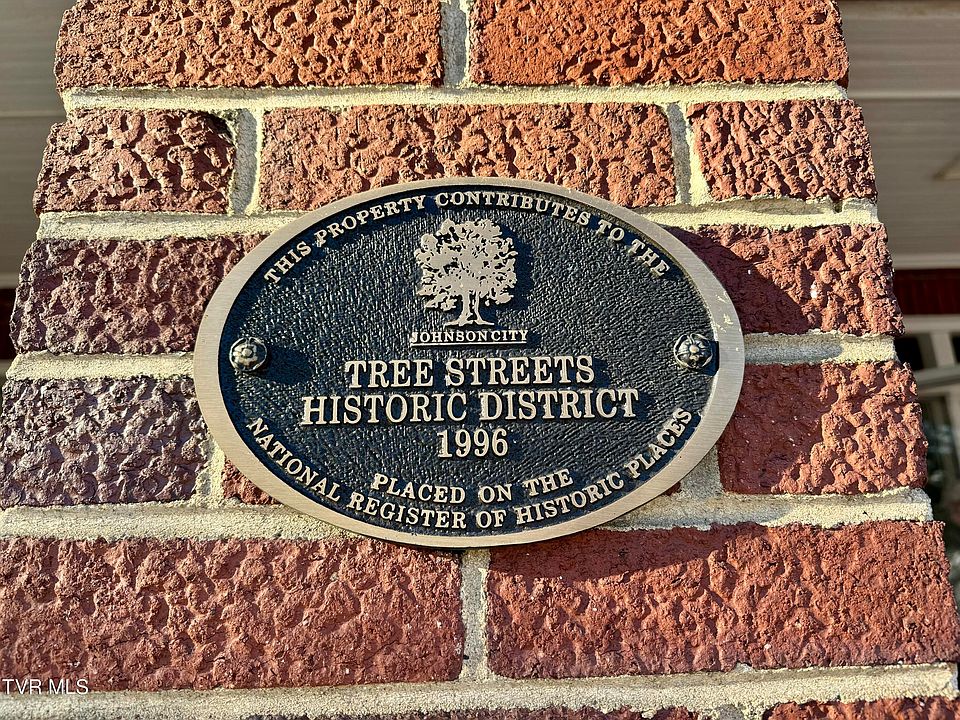 THIS PROPERTY CONTRIBUTES TO THE
JOHNSON CITY
TREE STREETS
HISTORIC DISTRICT
1996
PLACED ON THE
NATIONAL REGISTER OF HISTORIC PLACES
TVR MLS